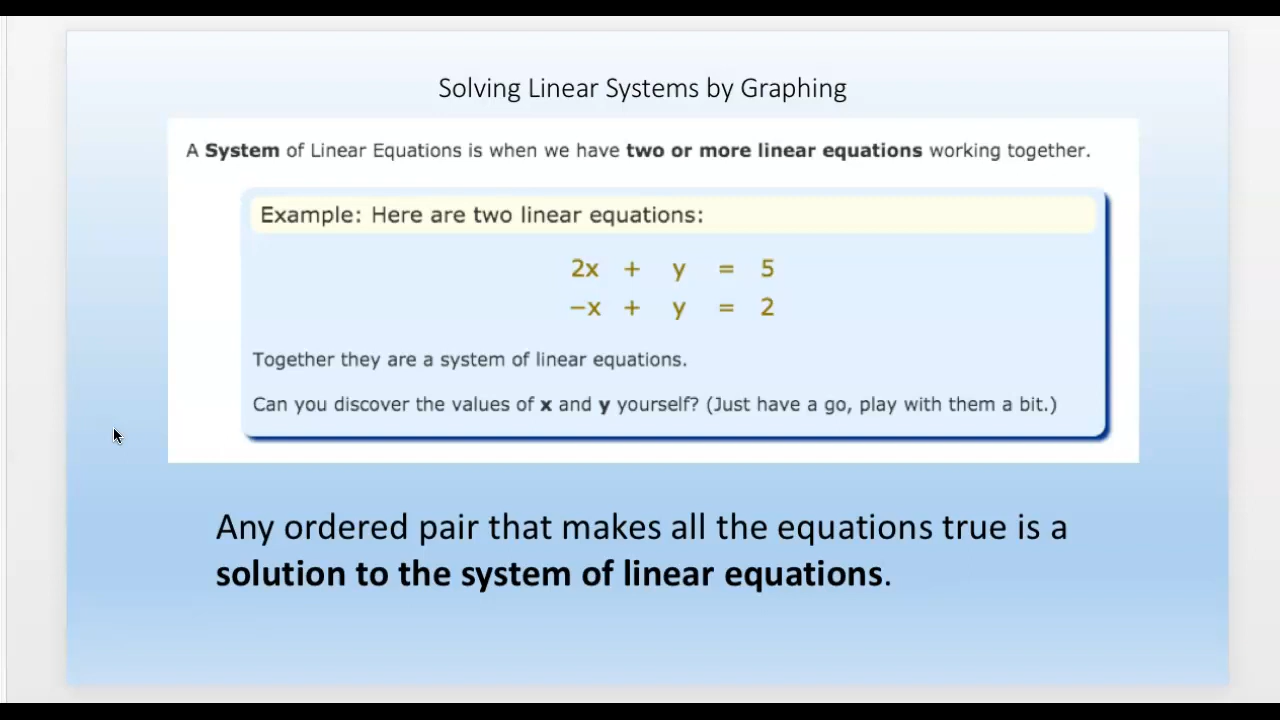 Solving Linear Systems by Graphing
A System of Linear Equations is when we have two or more linear equations working together.
Example: Here are two linear equations:
2x + y = 5
−x + y = 2
Together they are a system of linear equations.
Can you discover the values of x and y yourself? (Just have a go, play with them a bit.)
Any ordered pair that makes all the equations true is a
solution to the system of linear equations.